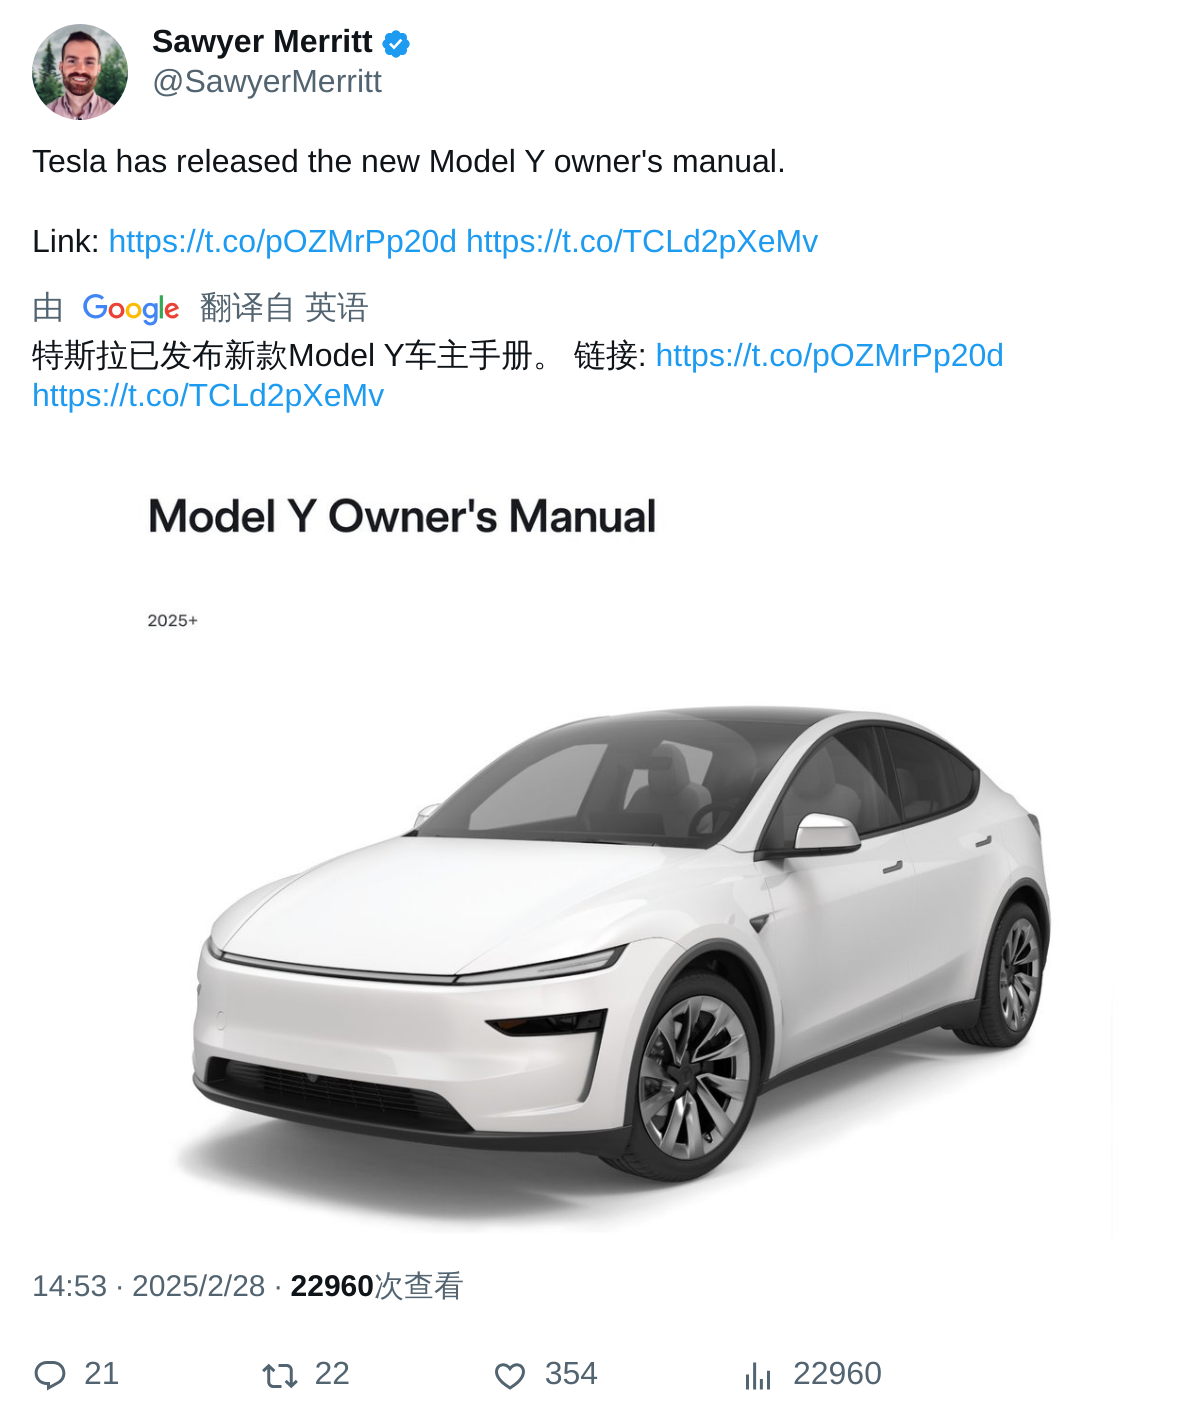 Sawyer Merritt
@SawyerMerritt
Tesla has released the new Model Y owner's manual.
Link: https://t.co/pOZMrPp20d https://t.co/TCLd2pXeMv
由 Google 翻译自 英语
特斯拉已发布新款Model Y车主手册。 链接: https://t.co/pOZMrPp20d
https://t.co/TCLd2pXeMv
Model Y Owner's Manual
2025+
14:53 · 2025/2/28 · 22960次查看
21 22 354 22960